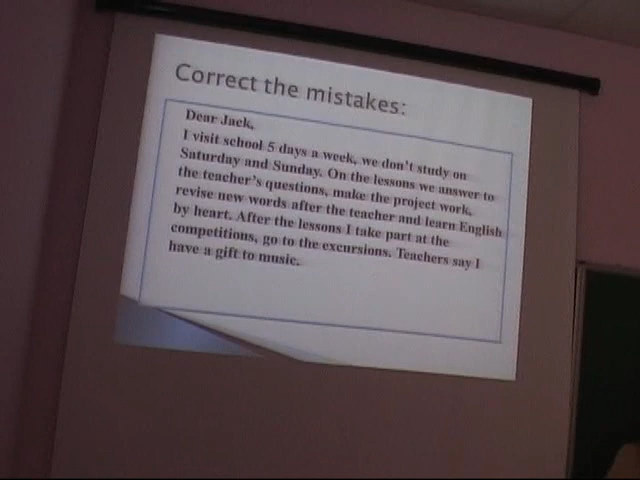 Correct the mistakes:
Dear Jack,
I visit school 5 days a week, we don't study on
Saturday and Sunday. On the lessons we answer to
the teacher's questions, make the project work,
revise new words after the teacher and learn English
by heart. After the lessons I take part at the
competitions, go to the excursions. Teachers say I
have a gift to music.